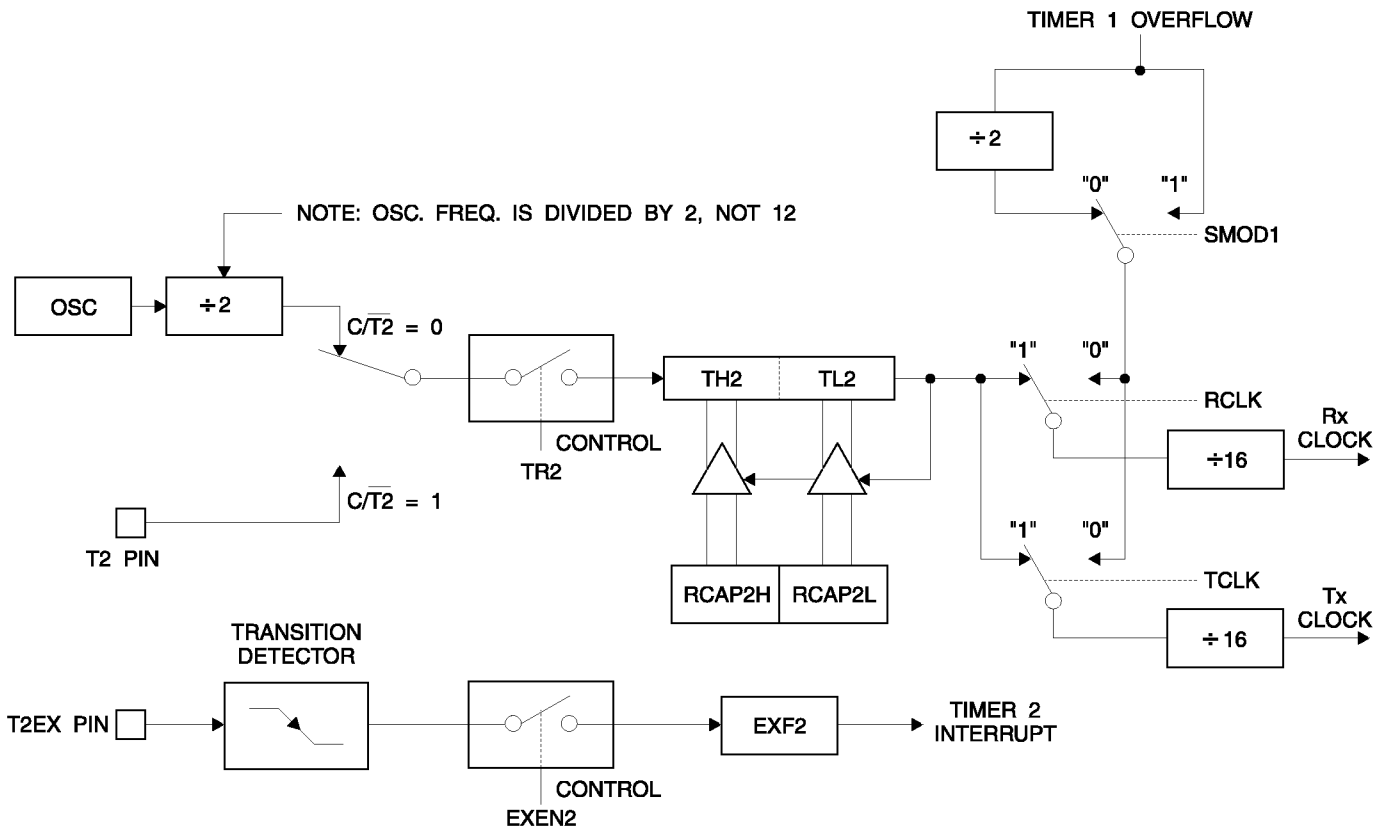 TIMER 1 OVERFLOW
÷2
"0"
"1"
NOTE: OSC. FREQ. IS DIVIDED BY 2, NOT 12
SMOD1
OSC
÷2
C/T̅2̅ = 0
TH2
TL2
"1"
"0"
RCLK
Rx
CLOCK
÷16
CONTROL
TR2
C/T̅2̅ = 1
T2 PIN
"1"
"0"
RCAP2H
RCAP2L
TCLK
Tx
CLOCK
÷16
TRANSITION
DETECTOR
T2EX PIN
EXF2
TIMER 2
INTERRUPT
CONTROL
EXEN2